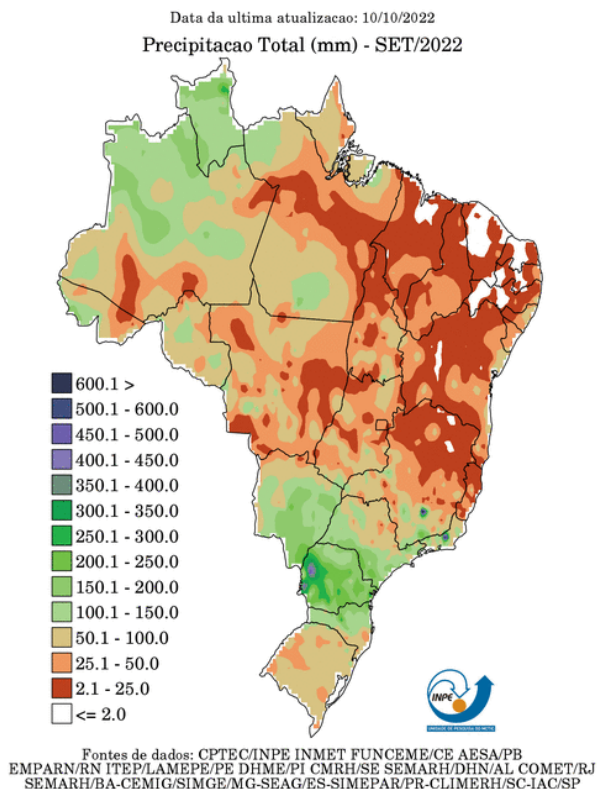 Data da ultima atualizacao: 10/10/2022
Precipitacao Total (mm) - SET/2022
600.1 >
500.1 - 600.0
450.1 - 500.0
400.1 - 450.0
350.1 - 400.0
300.1 - 350.0
250.1 - 300.0
200.1 - 250.0
150.1 - 200.0
100.1 - 150.0
50.1 - 100.0
25.1 - 50.0
2.1 - 25.0
<= 2.0
INPE
Fontes de dados: CPTEC/INPE INMET FUNCEME/CE AESA/PB
EMPARN/RN ITEP/LAMEPE/PE DHME/PI CMRH/SE SEMARH/DHN/AL COMET/RJ
SEMARH/BA-CEMIG/SIMGE/MG-SEAG/ES-SIMEPAR/PR-CLIMERH/SC-IAC/SP